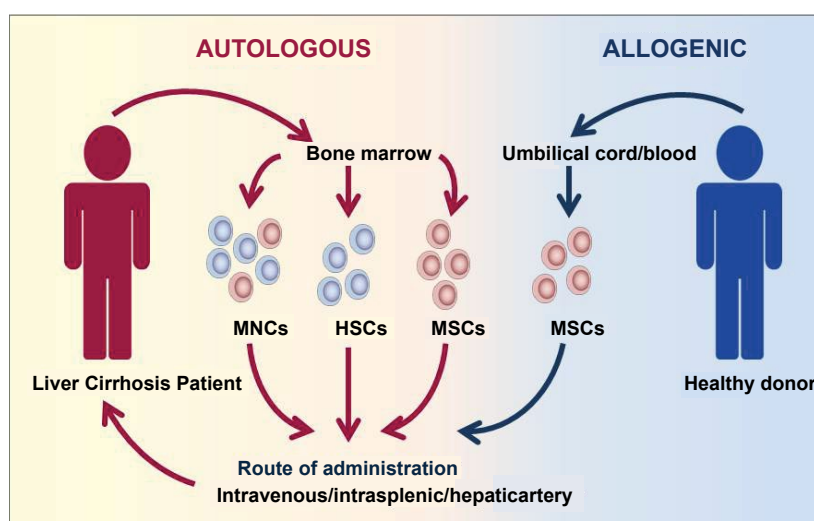 AUTOLOGOUS
ALLOGENIC
Bone marrow
Umbilical cord/blood
MNCs
HSCs
MSCs
MSCs
Liver Cirrhosis Patient
Healthy donor
Route of administration
Intravenous/intrasplenic/hepaticartery